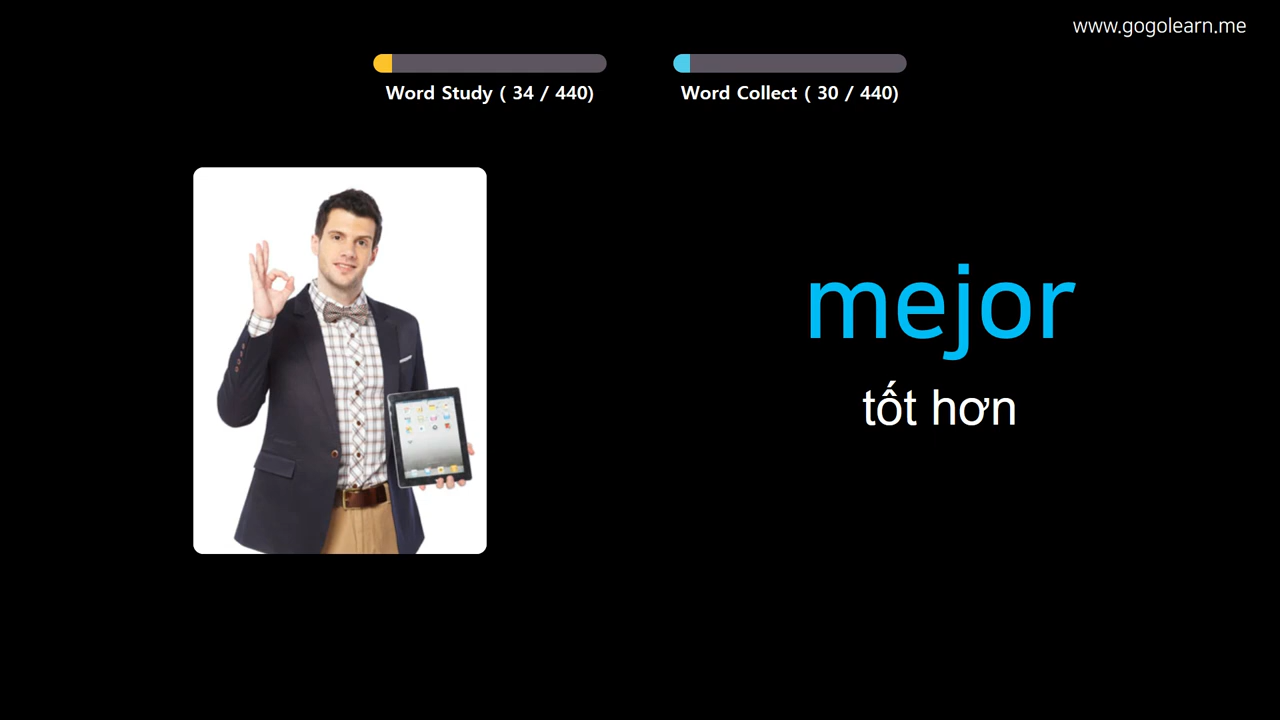 www.gogolearn.me
Word Study ( 34 / 440)
Word Collect ( 30 / 440)
mejor
tốt hơn